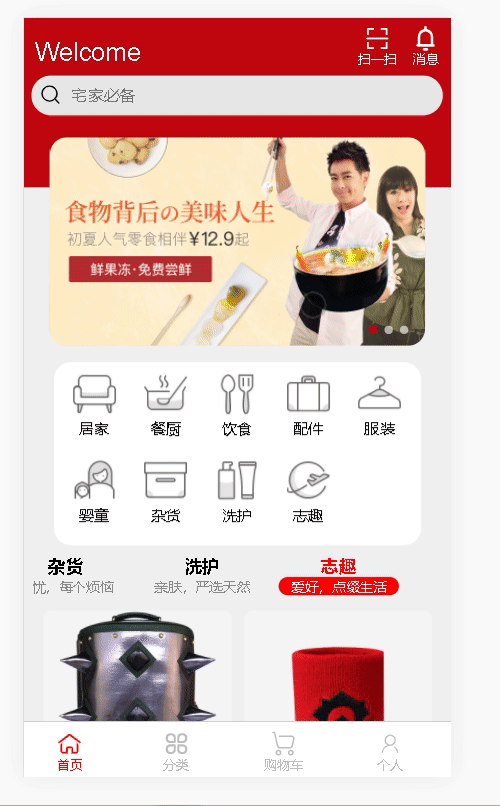 Welcome
扫一扫
消息
宅家必备
食物背后の美味人生
初夏人气零食相伴¥12.9起
鲜果冻·免费尝鲜
居家
餐厨
饮食
配件
服装
婴童
杂货
洗护
志趣
杂货
洗护
志趣
忧，每个烦恼
亲肤，严选天然
爱好，点缀生活
首页
分类
购物车
个人